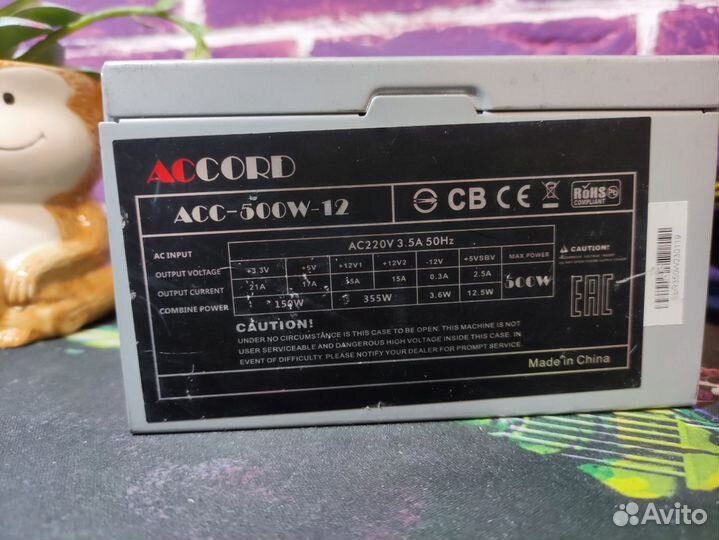 ACCORD
ACC-500W-12
CB CE RoHS
COMPLIANT
AC INPUT AC220V 3.5A 50Hz
OUTPUT VOLTAGE +3.3V +5V +12V1 +12V2 -12V +5VSBV MAX.POWER
OUTPUT CURRENT 21A 17A 15A 0.3A 2.5A 500W
COMBINE POWER 150W 355W 3.6W 12.5W
CAUTION!
UNDER NO CIRCUMSTANCE IS THIS CASE TO BE OPEN. THIS MACHINE IS NOT IN
USER SERVICEABLE AND DANGEROUS HIGH VOLTAGE INSIDE THIS CASE. IN
EVENT OF DIFFICULTY. PLEASE NOTIFY YOUR DEALER FOR PROMPT SERVICE.
CAUTION!
HAZARDOUS AREA
EAC
Made in China
Avito